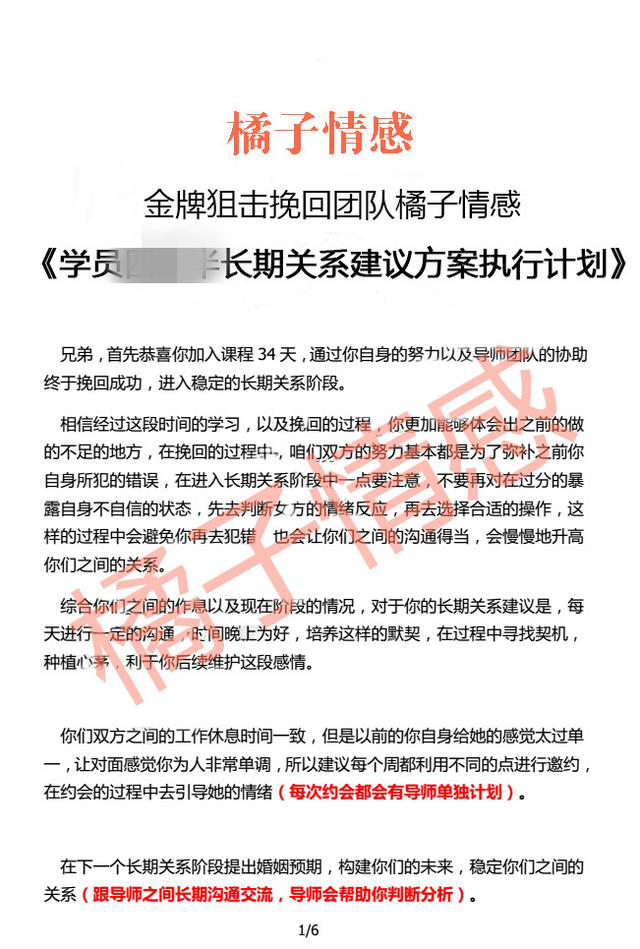 橘子情感
金牌狙击挽回团队橘子情感
《学员 半长期关系建议方案执行计划》
兄弟，首先恭喜你加入课程 34 天，通过你自身的努力以及导师团队的协助
终于挽回成功，进入稳定的长期关系阶段。
相信经过这段时间的学习，以及挽回的过程，你更加能够体会出之前的做
的不足的地方，在挽回的过程中，咱们双方的努力基本都是为了弥补之前你
自身所犯的错误，在进入长期关系阶段中一点要注意，不要再对在过分的暴
露自身不自信的状态，先去判断女方的情绪反应，再去选择合适的操作，这
样的过程中会避免你再去犯错 也会让你们之间的沟通得当，会慢慢地升高
你们之间的关系。
综合你们之间的作息以及现在阶段的情况，对于你的长期关系建议是，每
天进行一定的沟通，时间晚上为好，培养这样的默契，在过程中寻找契机，
种植心茅，利于你后续维护这段感情。
你们双方之间的工作休息时间一致，但是以前的你自身给她的感觉太过单
一，让对面感觉你为人非常单调，所以建议每个周都利用不同的点进行邀约，
在约会的过程中去引导她的情绪（每次约会都会有导师单独计划）。
在下一个长期关系阶段提出婚姻预期，构建你们的未来，稳定你们之间的
关系（跟导师之间长期沟通交流，导师会帮助你判断分析）。
1/6
橘子情感